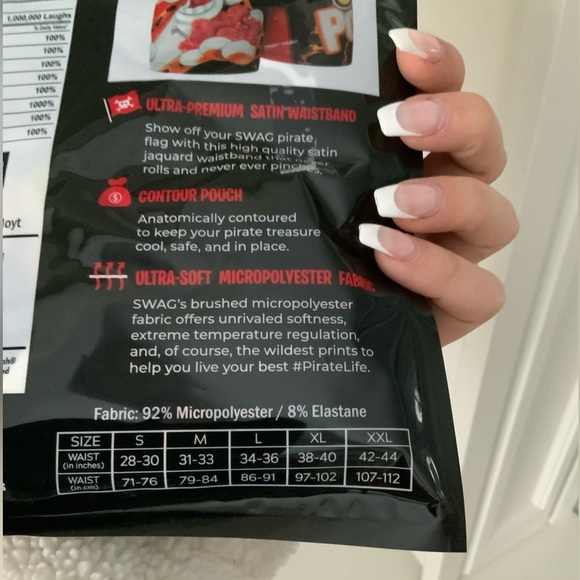 1,000,000 Laughs
% Daily Value*
100%
100%
100%
100%
100%
1000%
100%
100%
P
ULTRA-PREMIUM SATIN WAISTBAND
Show off your SWAG pirate
flag with this high quality satin
jaquard waistband that
rolls and never ever
CONTOUR POUCH
Anatomically contoured
to keep your pirate treasure
cool, safe, and in place.
ULTRA-SOFT MICROPOLYESTER FABRIC
SWAG's brushed micropolyester
fabric offers unrivaled softness,
extreme temperature regulation,
and, of course, the wildest prints to
help you live your best #PirateLife.
Fabric: 92% Micropolyester / 8% Elastane
SIZE S M L XL XXL
WAIST (in inches) 28-30 31-33 34-36 38-40 42-44
WAIST (in cm) 71-76 79-84 86-91 97-102 107-112